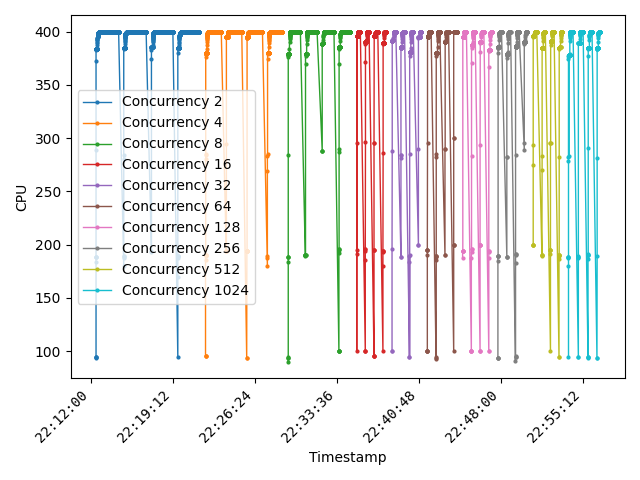 400
350
300
250
200
150
100
CPU
Concurrency 2
Concurrency 4
Concurrency 8
Concurrency 16
Concurrency 32
Concurrency 64
Concurrency 128
Concurrency 256
Concurrency 512
Concurrency 1024
22:12:00
22:19:12
22:26:24
22:33:36
22:40:48
22:48:00
22:55:12
Timestamp